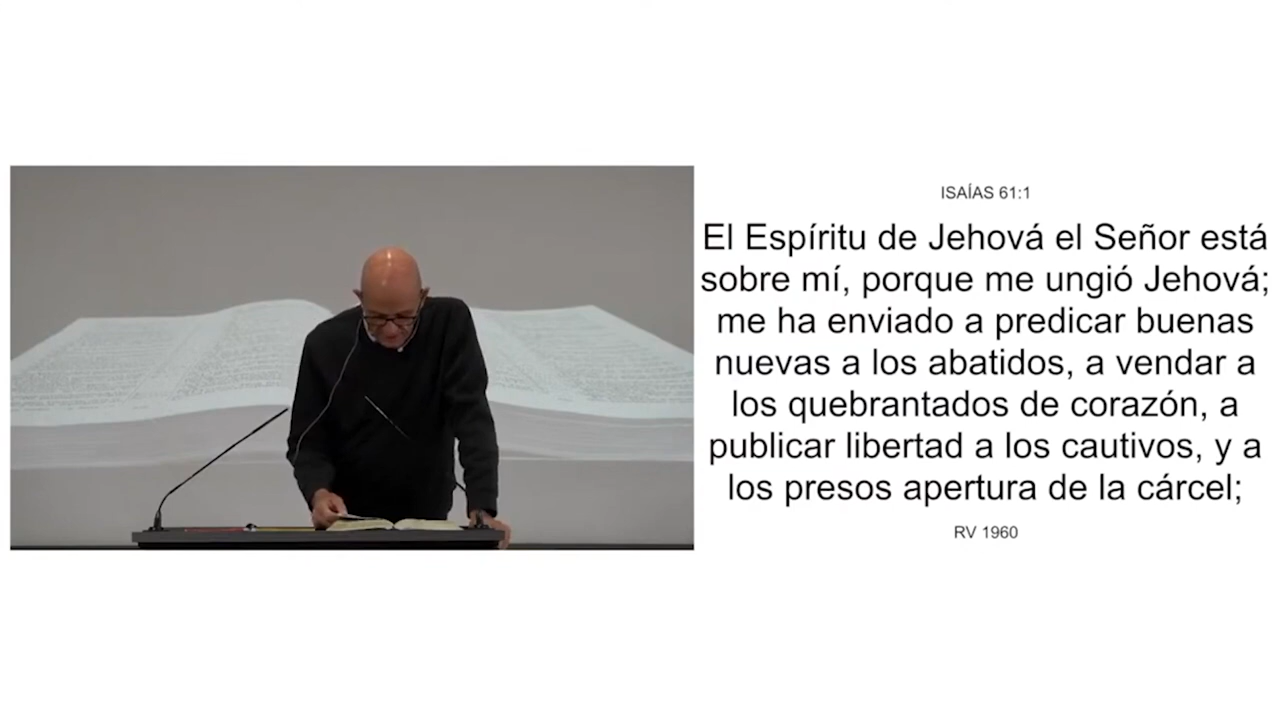 ISAÍAS 61:1
El Espíritu de Jehová el Señor está
sobre mí, porque me ungió Jehová;
me ha enviado a predicar buenas
nuevas a los abatidos, a vendar a
los quebrantados de corazón, a
publicar libertad a los cautivos, y a
los presos apertura de la cárcel;
RV 1960